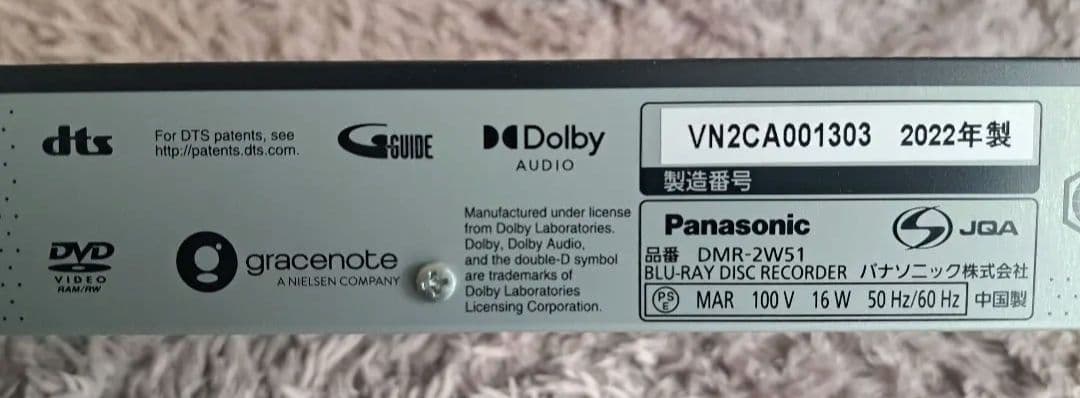 dts
For DTS patents, see
http://patents.dts.com.
G-GUIDE
Dolby
AUDIO
VN2CA001303 2022年製
製造番号
DVD
VIDEO
RAM/RW
gracenote
A NIELSEN COMPANY
Manufactured under license
from Dolby Laboratories.
Dolby, Dolby Audio,
and the double-D symbol
are trademarks of
Dolby Laboratories
Licensing Corporation.
Panasonic
JQA
品番 DMR-2W51
BLU-RAY DISC RECORDER パナソニック株式会社
PSE MAR 100 V 16 W 50 Hz/60 Hz 中国製